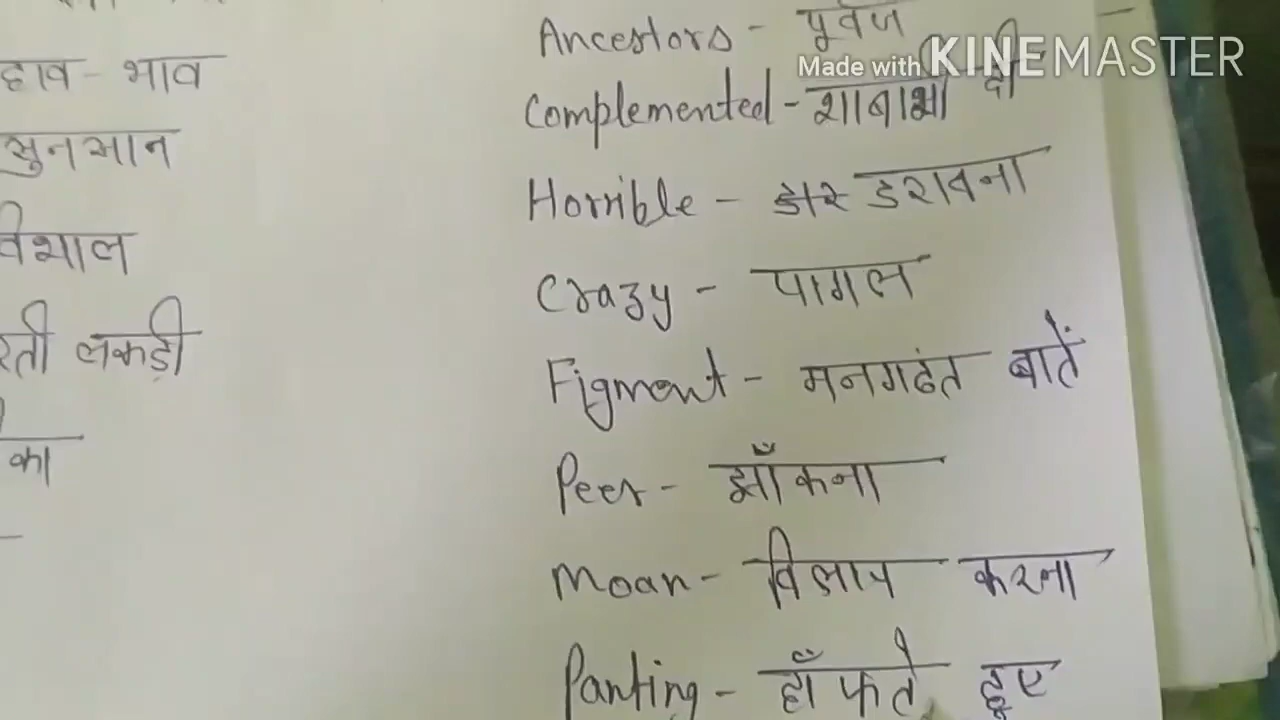 हाव - भाव
सुनसान
विशाल
रती लकड़ी
का
Ancestors - पूर्वज
Made with KINEMASTER
Complemented - शाबाशी दी
Horrible - डरावना
Crazy - पागल
Figment - मनगढंत बातें
Peer - झाँकना
Moan - विलाप करना
Panting - हाँफते हुए